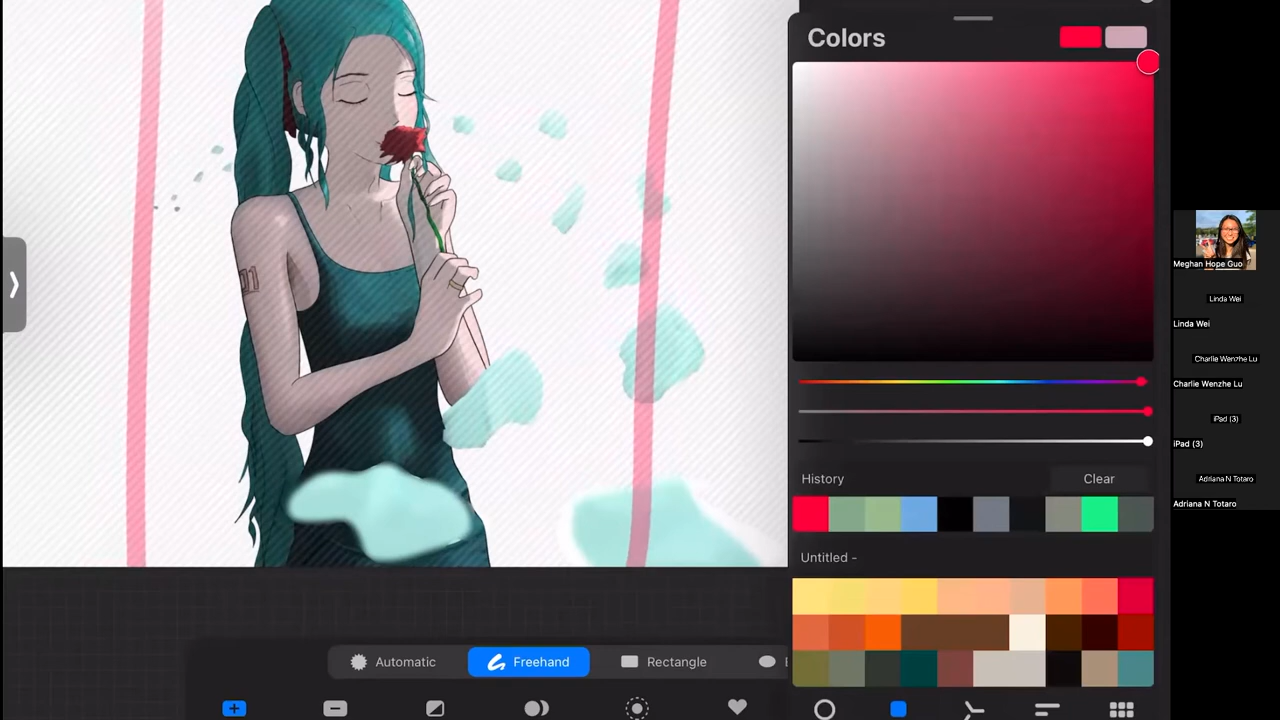 Colors
History
Clear
Untitled -
Automatic
Freehand
Rectangle
01
Meghan Hope Guo
Linda Wei
Linda Wei
Charlie Wenzhe Lu
Charlie Wenzhe Lu
iPad (3)
iPad (3)
Adriana N Totaro
Adriana N Totaro